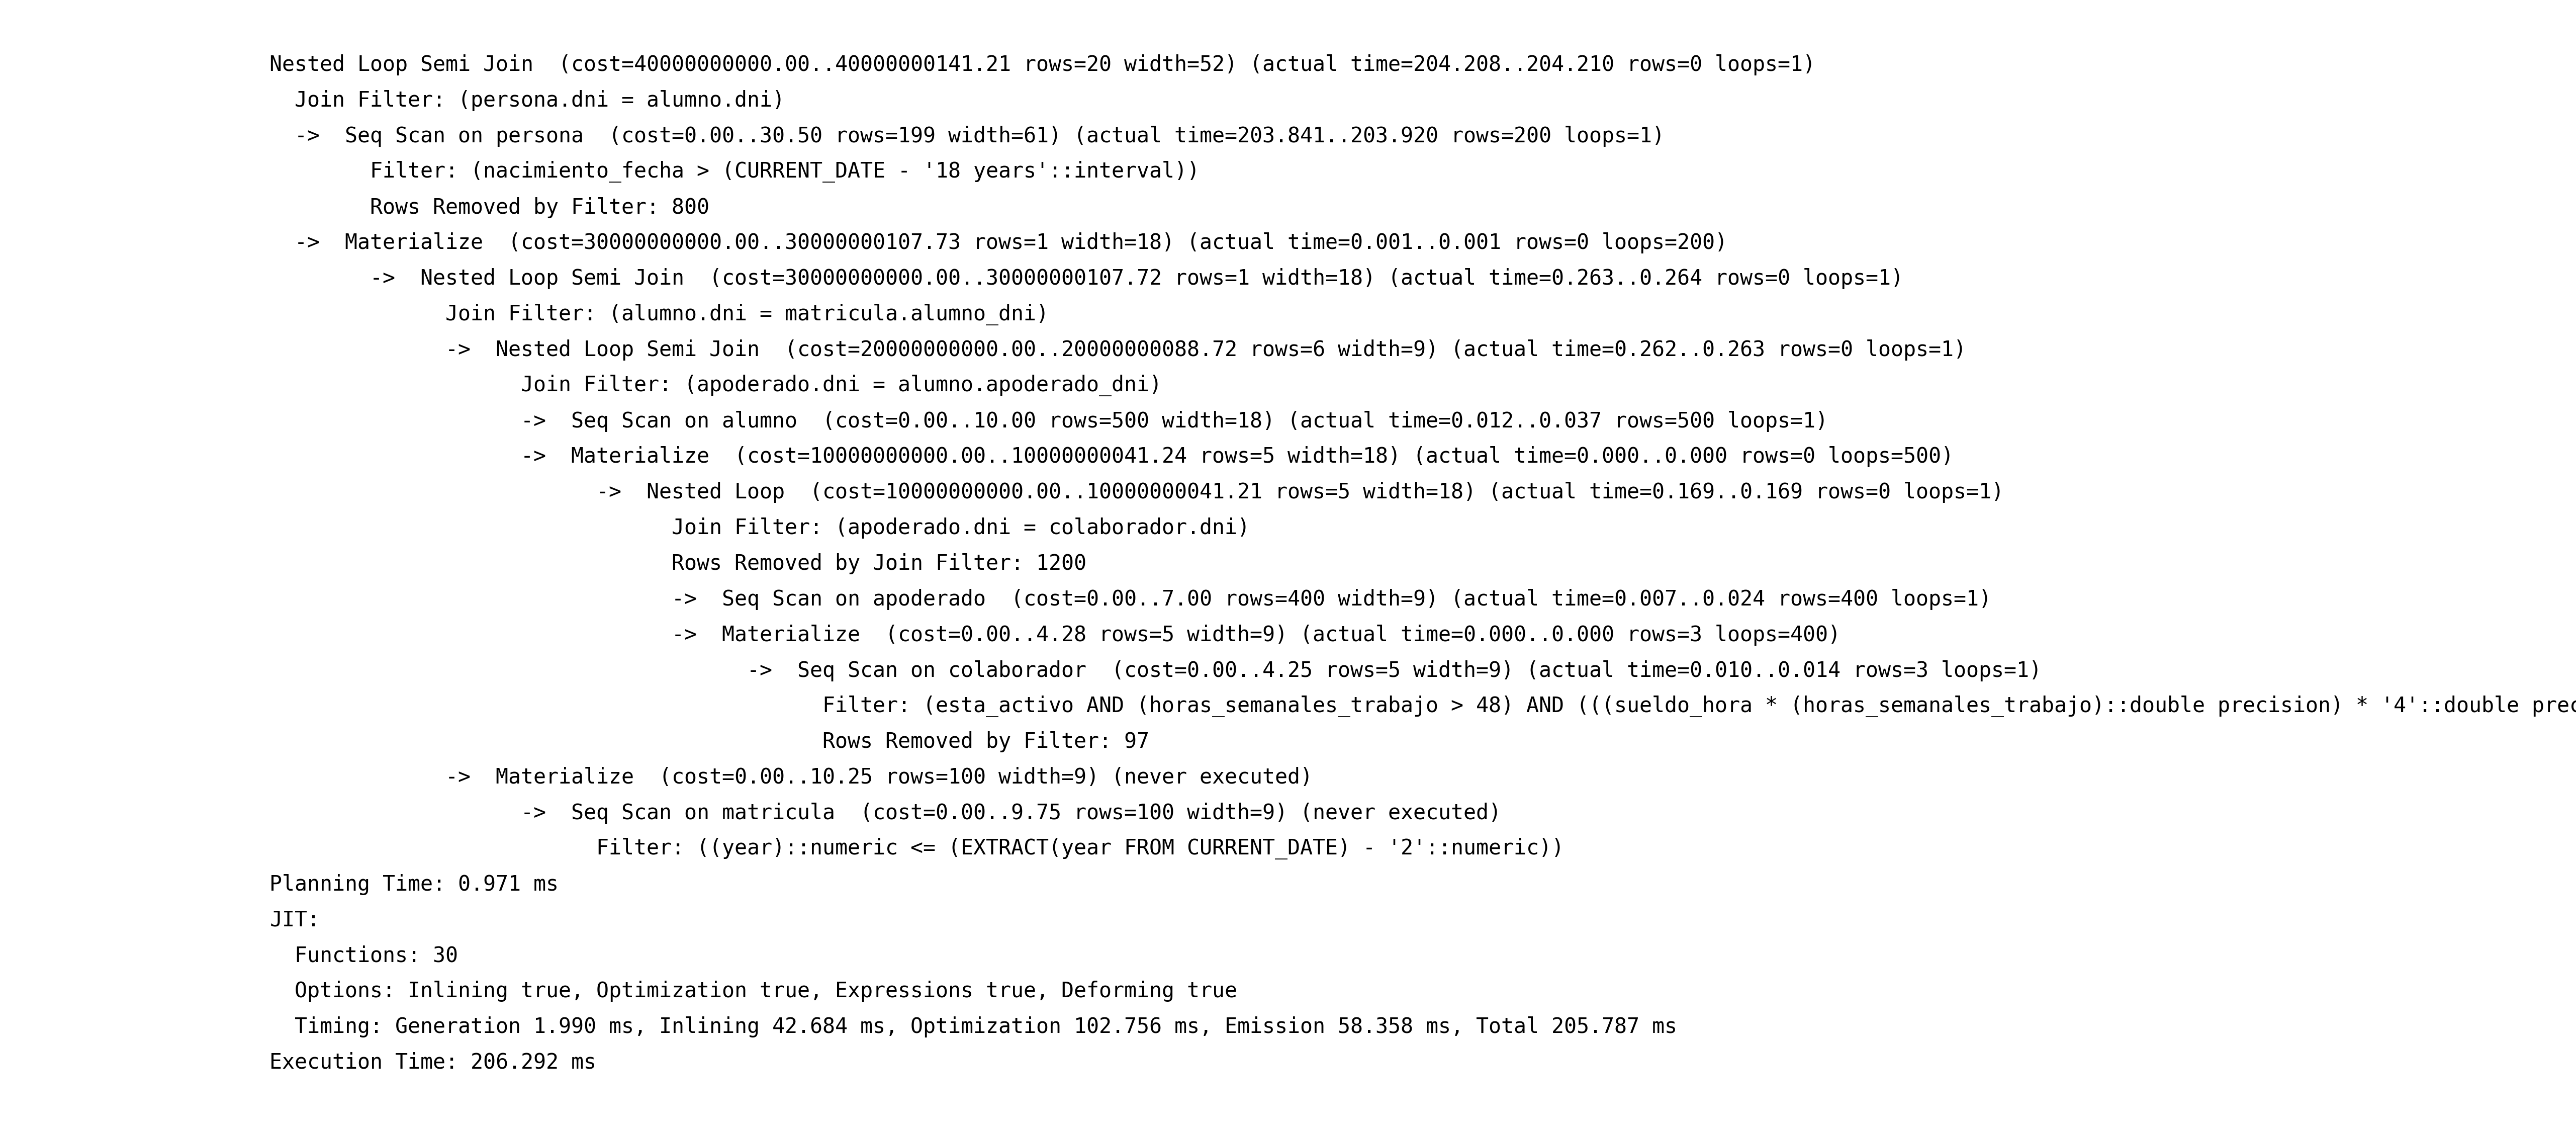 Nested Loop Semi Join  (cost=40000000000.00..40000000141.21 rows=20 width=52) (actual time=204.208..204.210 rows=0 loops=1)
  Join Filter: (persona.dni = alumno.dni)
  ->  Seq Scan on persona  (cost=0.00..30.50 rows=199 width=61) (actual time=203.841..203.920 rows=200 loops=1)
        Filter: (nacimiento_fecha > (CURRENT_DATE - '18 years'::interval))
        Rows Removed by Filter: 800
  ->  Materialize  (cost=30000000000.00..30000000107.73 rows=1 width=18) (actual time=0.001..0.001 rows=0 loops=200)
        ->  Nested Loop Semi Join  (cost=30000000000.00..30000000107.72 rows=1 width=18) (actual time=0.263..0.264 rows=0 loops=1)
              Join Filter: (alumno.dni = matricula.alumno_dni)
              ->  Nested Loop Semi Join  (cost=20000000000.00..20000000088.72 rows=6 width=9) (actual time=0.262..0.263 rows=0 loops=1)
                    Join Filter: (apoderado.dni = alumno.apoderado_dni)
                    ->  Seq Scan on alumno  (cost=0.00..10.00 rows=500 width=18) (actual time=0.012..0.037 rows=500 loops=1)
                    ->  Materialize  (cost=10000000000.00..10000000041.24 rows=5 width=18) (actual time=0.000..0.000 rows=0 loops=500)
                          ->  Nested Loop  (cost=10000000000.00..10000000041.21 rows=5 width=18) (actual time=0.169..0.169 rows=0 loops=1)
                                Join Filter: (apoderado.dni = colaborador.dni)
                                Rows Removed by Join Filter: 1200
                                ->  Seq Scan on apoderado  (cost=0.00..7.00 rows=400 width=9) (actual time=0.007..0.024 rows=400 loops=1)
                                ->  Materialize  (cost=0.00..4.28 rows=5 width=9) (actual time=0.000..0.000 rows=3 loops=400)
                                      ->  Seq Scan on colaborador  (cost=0.00..4.25 rows=5 width=9) (actual time=0.010..0.014 rows=3 loops=1)
                                            Filter: (esta_activo AND (horas_semanales_trabajo > 48) AND (((sueldo_hora * (horas_semanales_trabajo)::double precision) * '4'::double prec
                                            Rows Removed by Filter: 97
              ->  Materialize  (cost=0.00..10.25 rows=100 width=9) (never executed)
                    ->  Seq Scan on matricula  (cost=0.00..9.75 rows=100 width=9) (never executed)
                          Filter: ((year)::numeric <= (EXTRACT(year FROM CURRENT_DATE) - '2'::numeric))
Planning Time: 0.971 ms
JIT:
  Functions: 30
  Options: Inlining true, Optimization true, Expressions true, Deforming true
  Timing: Generation 1.990 ms, Inlining 42.684 ms, Optimization 102.756 ms, Emission 58.358 ms, Total 205.787 ms
Execution Time: 206.292 ms